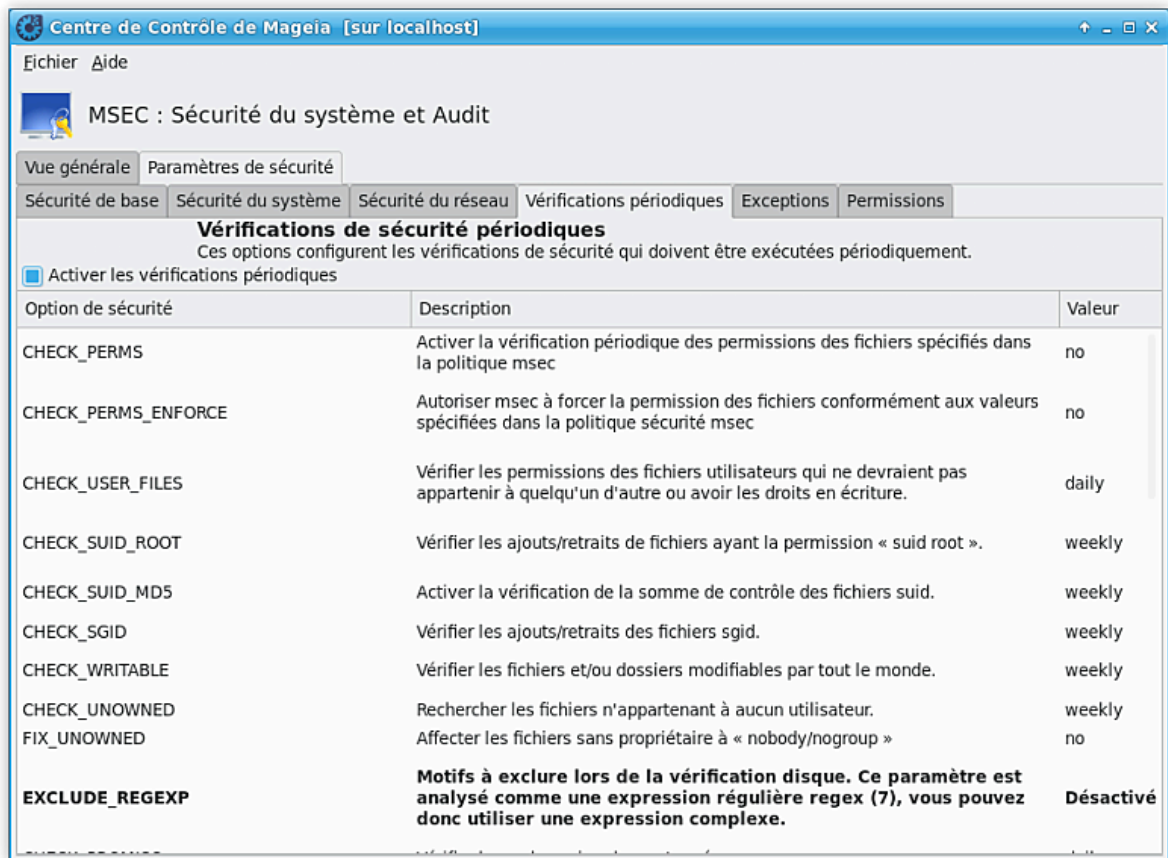 Centre de Contrôle de Mageia [sur localhost]
Fichier Aide
MSEC : Sécurité du système et Audit
Vue générale Paramètres de sécurité
Sécurité de base Sécurité du système Sécurité du réseau Vérifications périodiques Exceptions Permissions
Vérifications de sécurité périodiques
Ces options configurent les vérifications de sécurité qui doivent être exécutées périodiquement.
Activer les vérifications périodiques
Option de sécurité Description Valeur
CHECK_PERMS Activer la vérification périodique des permissions des fichiers spécifiés dans
la politique msec no
CHECK_PERMS_ENFORCE Autoriser msec à forcer la permission des fichiers conformément aux valeurs
spécifiées dans la politique sécurité msec no
CHECK_USER_FILES Vérifier les permissions des fichiers utilisateurs qui ne devraient pas
appartenir à quelqu'un d'autre ou avoir les droits en écriture. daily
CHECK_SUID_ROOT Vérifier les ajouts/retraits de fichiers ayant la permission « suid root ». weekly
CHECK_SUID_MD5 Activer la vérification de la somme de contrôle des fichiers suid. weekly
CHECK_SGID Vérifier les ajouts/retraits des fichiers sgid. weekly
CHECK_WRITABLE Vérifier les fichiers et/ou dossiers modifiables par tout le monde. weekly
CHECK_UNOWNED Rechercher les fichiers n'appartenant à aucun utilisateur. weekly
FIX_UNOWNED Affecter les fichiers sans propriétaire à « nobody/nogroup » no
Motifs à exclure lors de la vérification disque. Ce paramètre est
EXCLUDE_REGEXP analysé comme une expression régulière regex (7), vous pouvez Désactivé
donc utiliser une expression complexe.